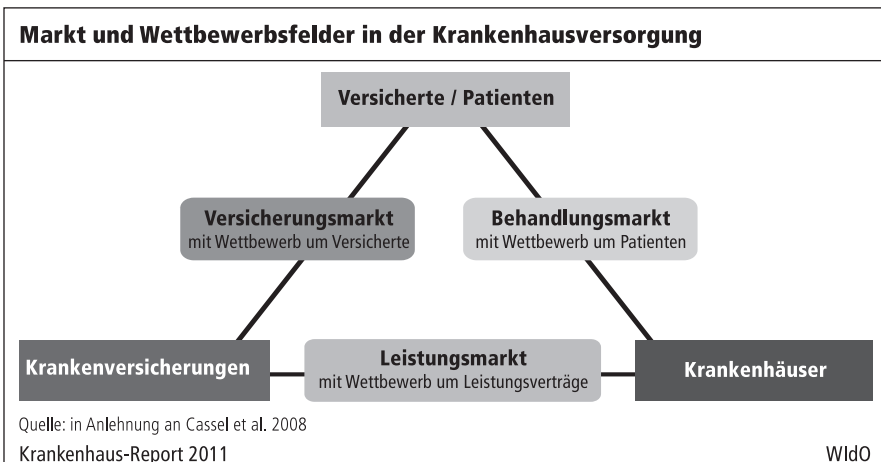 Markt und Wettbewerbsfelder in der Krankenhausversorgung
Versicherte / Patienten
Versicherungsmarkt
mit Wettbewerb um Versicherte
Behandlungsmarkt
mit Wettbewerb um Patienten
Krankenversicherungen
Leistungsmarkt
mit Wettbewerb um Leistungsverträge
Krankenhäuser
Quelle: in Anlehnung an Cassel et al. 2008
Krankenhaus-Report 2011
WIdO